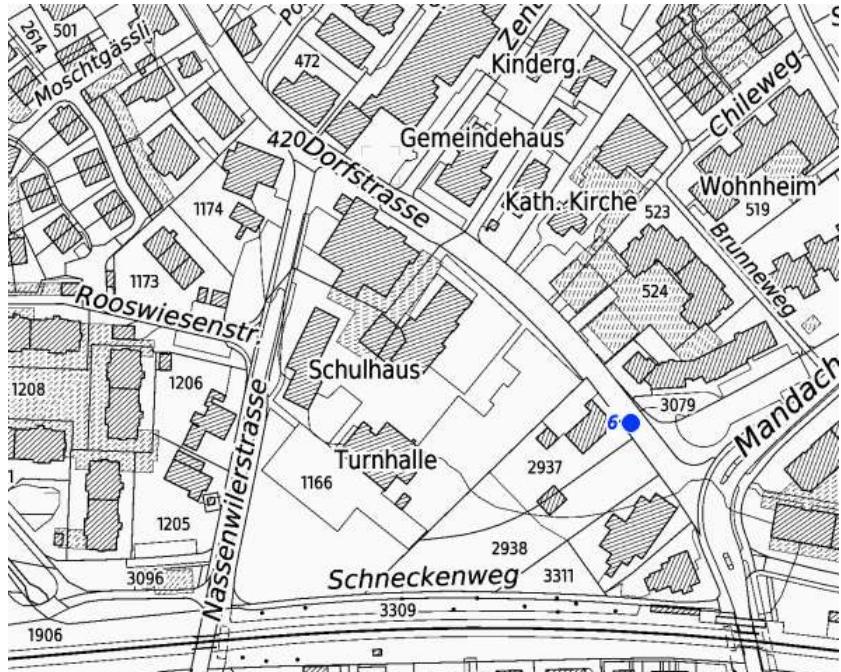 501
2614
Moschtgässli
472
Kinderg.
Chileweg
420
Dorfstrasse
Gemeindehaus
Kath. Kirche
Wohnheim
1174
523
519
Brunneweg
1173
524
Rooswiesenstr.
Schulhaus
1208
1206
3079
Mandach
6
Turnhalle
2937
1166
Nassenwilerstrasse
1205
2938
3096
Schneckenweg
3311
3309
1906